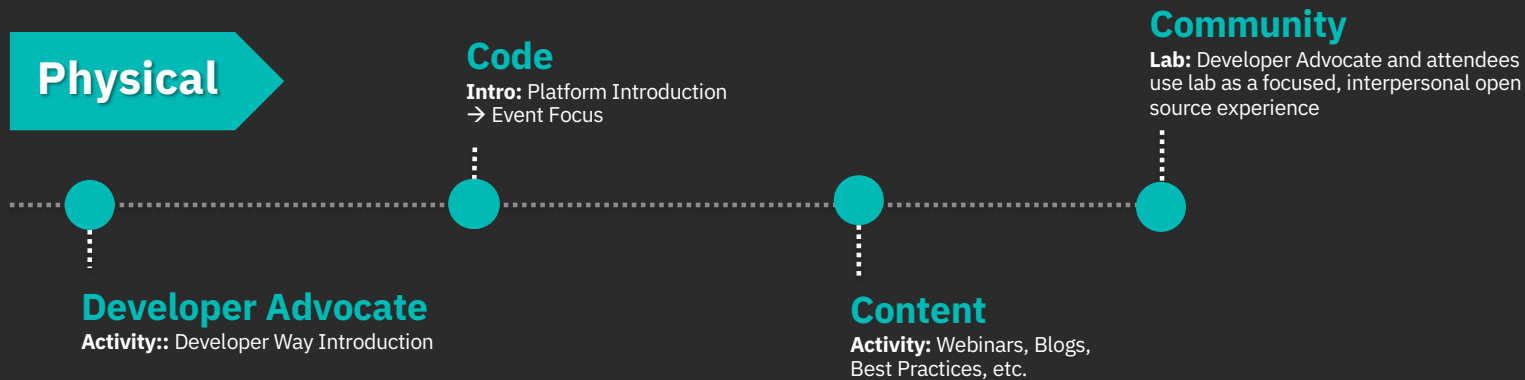 Physical
Developer Advocate
Activity:: Developer Way Introduction
Code
Intro: Platform Introduction
→ Event Focus
Content
Activity: Webinars, Blogs,
Best Practices, etc.
Community
Lab: Developer Advocate and attendees
use lab as a focused, interpersonal open
source experience